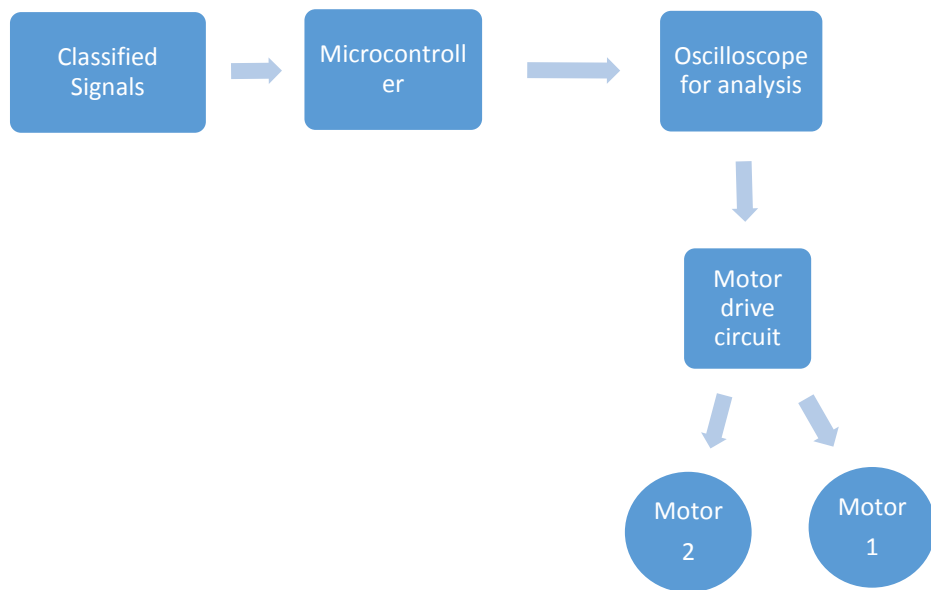 Classified
Signals
Microcontroll
er
Oscilloscope
for analysis
Motor
drive
circuit
Motor
2
Motor
1